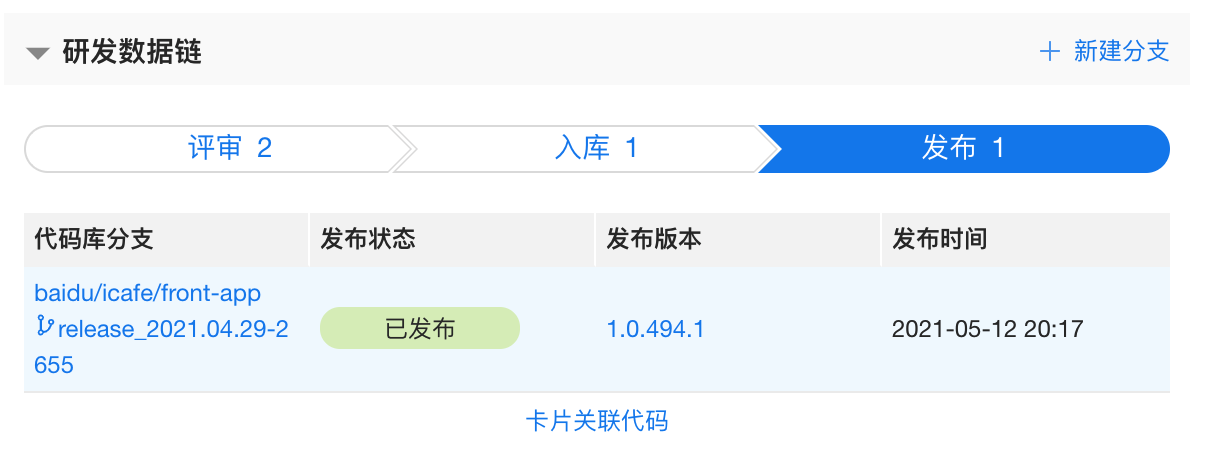 研发数据链
＋ 新建分支
评审 2
入库 1
发布 1
代码库分支
发布状态
发布版本
发布时间
baidu/icafe/front-app
release_2021.04.29-2
655
已发布
1.0.494.1
2021-05-12 20:17
卡片关联代码